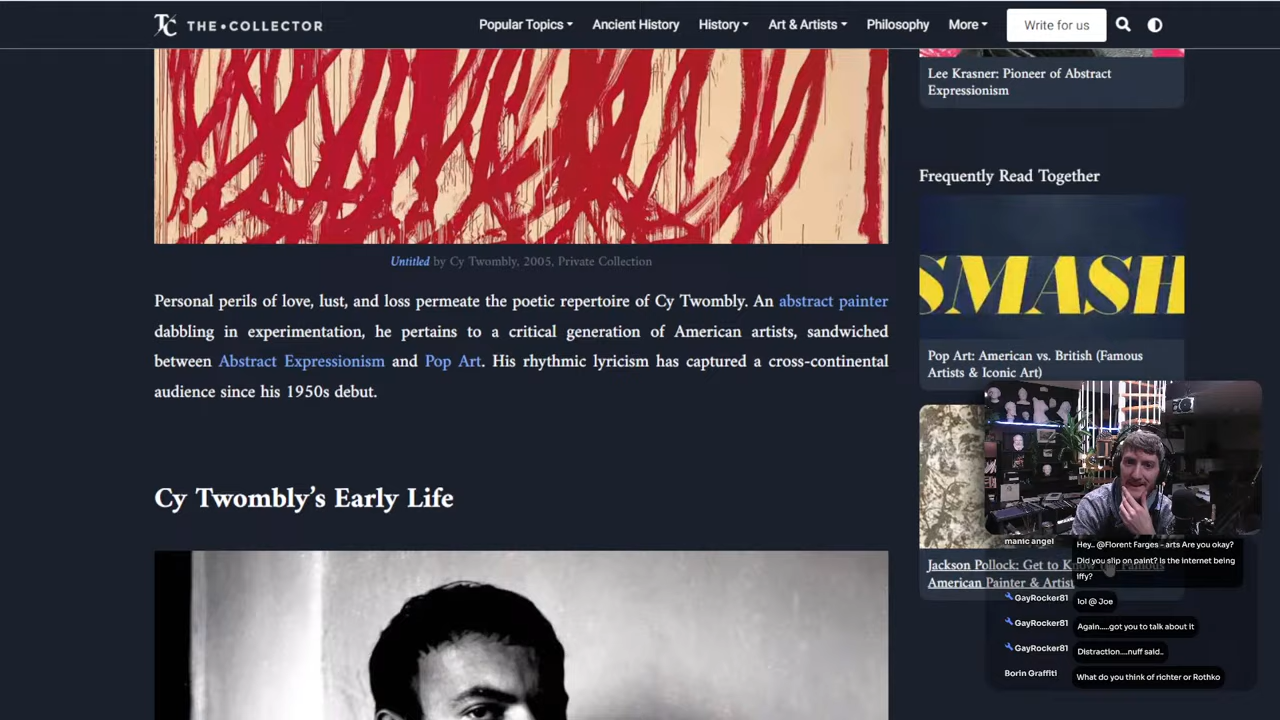 TC THE•COLLECTOR
Popular Topics
Ancient History
History
Art & Artists
Philosophy
More
Write for us
Lee Krasner: Pioneer of Abstract
Expressionism
Untitled by Cy Twombly, 2005, Private Collection
Personal perils of love, lust, and loss permeate the poetic repertoire of Cy Twombly. An abstract painter
dabbling in experimentation, he pertains to a critical generation of American artists, sandwiched
between Abstract Expressionism and Pop Art. His rhythmic lyricism has captured a cross-continental
audience since his 1950s debut.
Cy Twombly's Early Life
Frequently Read Together
SMASH
Pop Art: American vs. British (Famous
Artists & Iconic Art)
Jackson Pollock: Get to
American Painter & Artist
manic angel
Hey.. @Florent Farges - arts Are you okay?
Did you slip on paint? Is the internet being
iffy?
GayRocker81 lol @ Joe
GayRocker81 Again.....got you to talk about it
GayRocker81 Distraction....nuff said..
Borin Graffiti What do you think of richter or Rothko